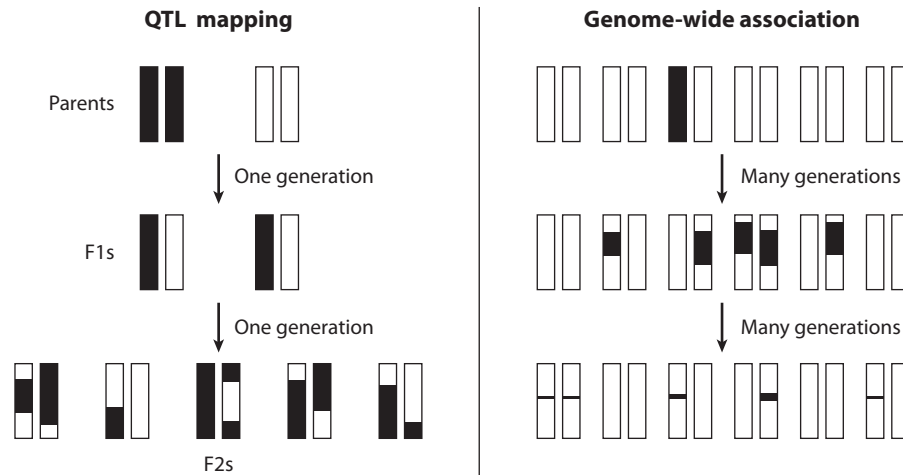 QTL mapping
Genome-wide association
Parents
One generation
Many generations
F1s
One generation
Many generations
F2s